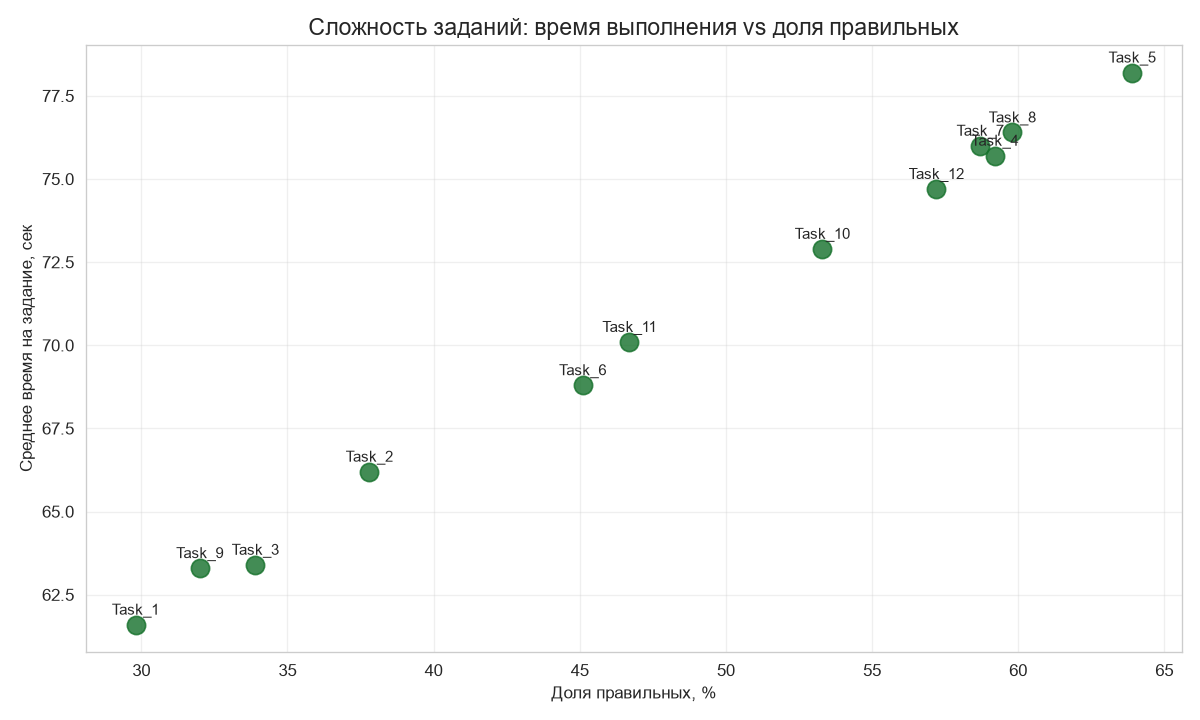 Сложность заданий: время выполнения vs доля правильных
Task_5
77.5
Task_8
Task_7
Task_4
75.0
Task_12
Task_10
72.5
Task_11
70.0
Task_6
67.5
Task_2
65.0
Task_9
Task_3
62.5
Task_1
Среднее время на задание, сек
30
35
40
45
50
55
60
65
Доля правильных, %